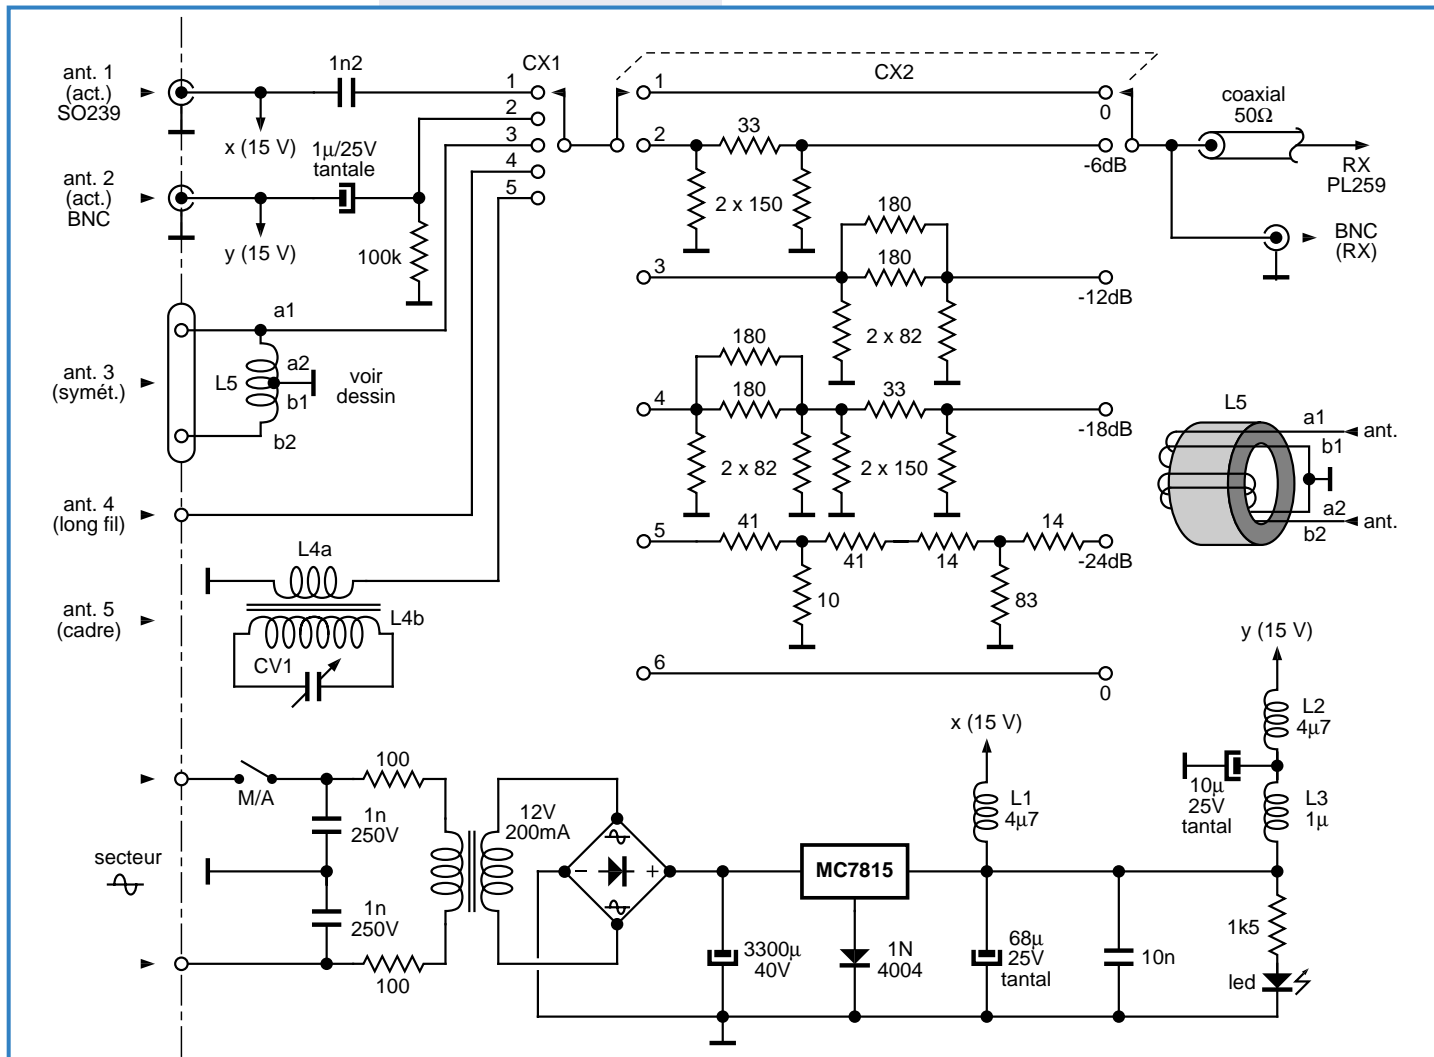 ant. 1
(act.)
SO239
x (15 V)
1n2
CX1
1
2
3
4
5
ant. 2
(act.)
BNC
y (15 V)
1µ/25V
tantale
100k
ant. 3
(symét.)
a1
a2
L5
b1
b2
voir
dessin
ant. 4
(long fil)
ant. 5
(cadre)
L4a
L4b
CV1
CX2
1
0
2
33
2 x 150
-6dB
3
180
180
2 x 82
-12dB
4
180
180
2 x 82
33
2 x 150
-18dB
5
41
41
14
14
10
83
-24dB
6
0
coaxial
50Ω
RX
PL259
BNC
(RX)
L5
a1
ant.
b1
a2
ant.
b2
secteur
M/A
1n
250V
1n
250V
100
100
12V
200mA
−
+
3300µ
40V
MC7815
1N
4004
x (15 V)
L1
4µ7
68µ
25V
tantal
10n
y (15 V)
L2
4µ7
10µ
25V
tantal
L3
1µ
1k5
led